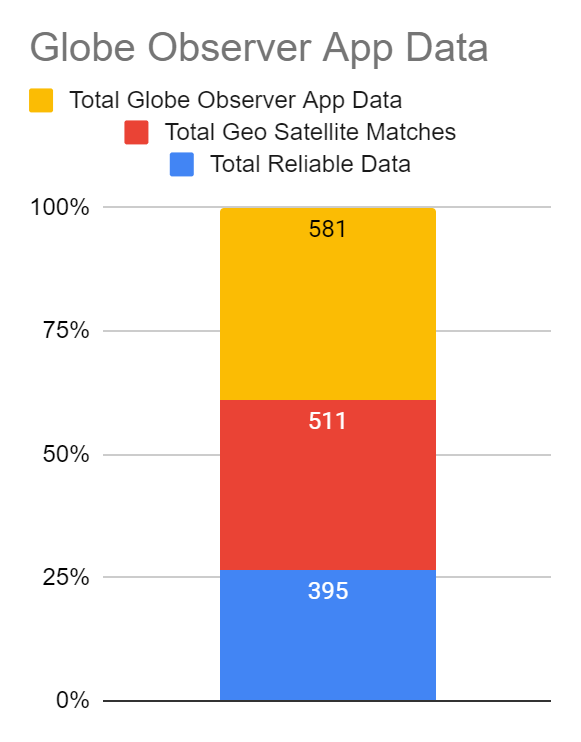 Globe Observer App Data
Total Globe Observer App Data
Total Geo Satellite Matches
Total Reliable Data
100%
581
75%
511
50%
25%
395
0%